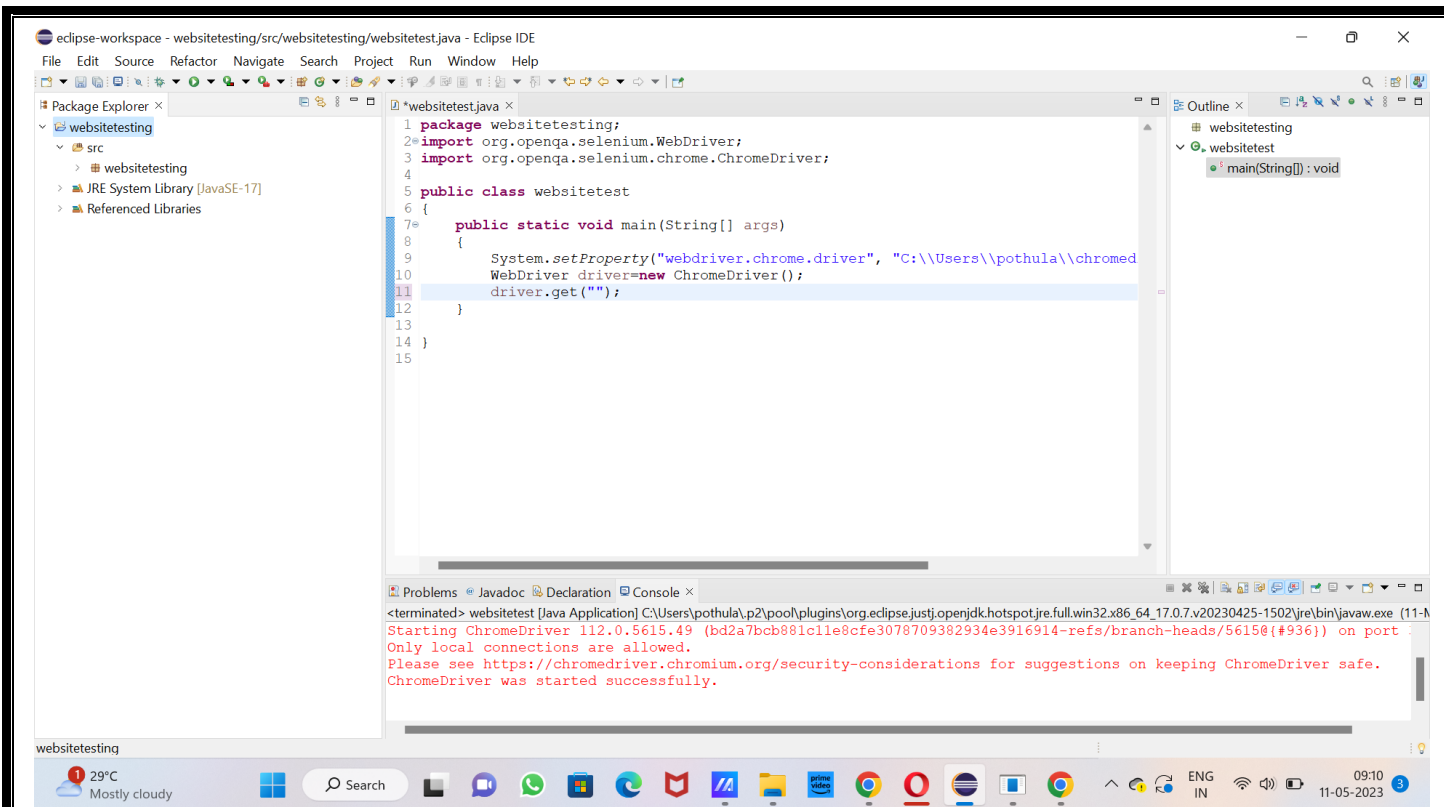 eclipse-workspace - websitetesting/src/websitetesting/websitetest.java - Eclipse IDE
File Edit Source Refactor Navigate Search Project Run Window Help
Package Explorer
websitetesting
src
websitetesting
JRE System Library [JavaSE-17]
Referenced Libraries
*websitetest.java
1 package websitetesting;
2 import org.openqa.selenium.WebDriver;
3 import org.openqa.selenium.chrome.ChromeDriver;
4
5 public class websitetest
6 {
7 public static void main(String[] args)
8 {
9 System.setProperty("webdriver.chrome.driver", "C:\\Users\\pothula\\chromed
10 WebDriver driver=new ChromeDriver();
11 driver.get("");
12 }
13
14 }
15
Outline
websitetesting
websitetest
main(String[]) : void
Problems Javadoc Declaration Console
<terminated> websitetest [Java Application] C:\Users\pothula\.p2\pool\plugins\org.eclipse.justj.openjdk.hotspot.jre.full.win32.x86_64_17.0.7.v20230425-1502\jre\bin\javaw.exe (11-M
Starting ChromeDriver 112.0.5615.49 (bd2a7bcb881c11e8cfe3078709382934e3916914-refs/branch-heads/5615@{#936}) on port
Only local connections are allowed.
Please see https://chromedriver.chromium.org/security-considerations for suggestions on keeping ChromeDriver safe.
ChromeDriver was started successfully.
websitetesting
1
29°C
Mostly cloudy
Search
prime video
ENG
IN
09:10
11-05-2023
3